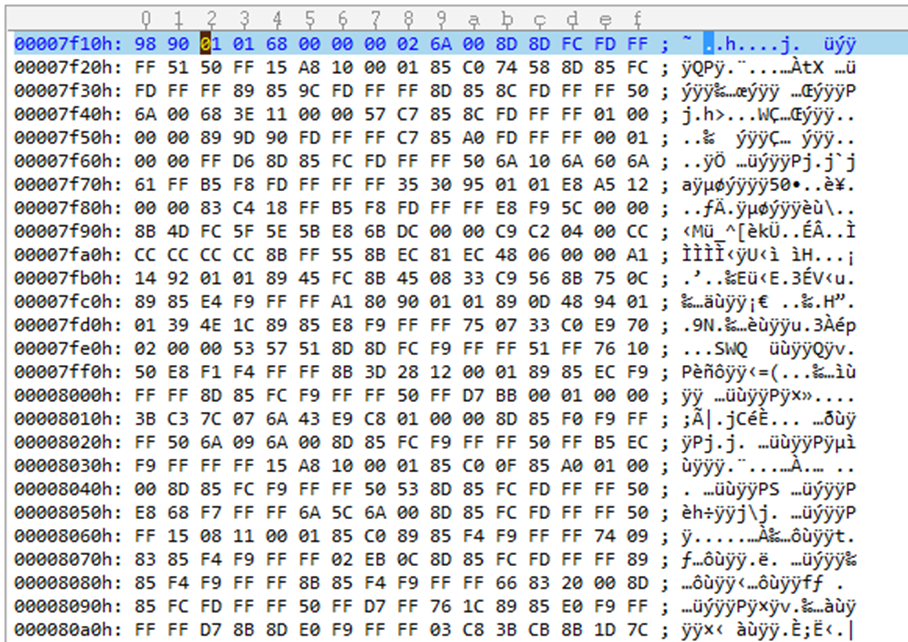 0 1 2 3 4 5 6 7 8 9 a b c d e f
00007f10h: 98 90 01 01 68 00 00 00 02 6A 00 8D 8D FC FD FF ; ˜ ..h....j. üýÿ
00007f20h: FF 51 50 FF 15 A8 10 00 01 85 C0 74 58 8D 85 FC ; ÿQPÿ.¨...…ÀtX …ü
00007f30h: FD FF FF 89 85 9C FD FF FF 8D 85 8C FD FF FF 50 ; ýÿÿ‰…œýÿÿ …ŒýÿÿP
00007f40h: 6A 00 68 3E 11 00 00 57 C7 85 8C FD FF FF 01 00 ; j.h>...WÇ…Œýÿÿ..
00007f50h: 00 00 89 9D 90 FD FF FF C7 85 A0 FD FF FF 00 01 ; ..‰ ýÿÿÇ… ýÿÿ..
00007f60h: 00 00 FF D6 8D 85 FC FD FF FF 50 6A 10 6A 60 6A ; ..ÿÖ …üýÿÿPj.j`j
00007f70h: 61 FF B5 F8 FD FF FF FF 35 30 95 01 01 E8 A5 12 ; aÿµøýÿÿÿ50•..è¥.
00007f80h: 00 00 83 C4 18 FF B5 F8 FD FF FF E8 F9 5C 00 00 ; ..ƒÄ.ÿµøýÿÿèù\..
00007f90h: 8B 4D FC 5F 5E 5B E8 6B DC 00 00 C9 C2 04 00 CC ; ‹Mü_^[èkÜ..ÉÂ..Ì
00007fa0h: CC CC CC CC 8B FF 55 8B EC 81 EC 48 06 00 00 A1 ; ÌÌÌÌ‹ÿU‹ì ìH...¡
00007fb0h: 14 92 01 01 89 45 FC 8B 45 08 33 C9 56 8B 75 0C ; .’..‰Eü‹E.3ÉV‹u.
00007fc0h: 89 85 E4 F9 FF FF A1 80 90 01 01 89 0D 48 94 01 ; ‰…äùÿÿ¡€ ..‰.H”.
00007fd0h: 01 39 4E 1C 89 85 E8 F9 FF FF 75 07 33 C0 E9 70 ; .9N.‰…èùÿÿu.3Àép
00007fe0h: 02 00 00 53 57 51 8D 8D FC F9 FF FF 51 FF 76 10 ; ...SWQ üùÿÿQÿv.
00007ff0h: 50 E8 F1 F4 FF FF 8B 3D 28 12 00 01 89 85 EC F9 ; Pèñôÿÿ‹=(...‰…ìù
00008000h: FF FF 8D 85 FC F9 FF FF 50 FF D7 BB 00 01 00 00 ; ÿÿ …üùÿÿPÿ×»....
00008010h: 3B C3 7C 07 6A 43 E9 C8 01 00 00 8D 85 F0 F9 FF ; ;Ã|.jCéÈ... …ðùÿ
00008020h: FF 50 6A 09 6A 00 8D 85 FC F9 FF FF 50 FF B5 EC ; ÿPj.j. …üùÿÿPÿµì
00008030h: F9 FF FF FF 15 A8 10 00 01 85 C0 0F 85 A0 01 00 ; ùÿÿÿ.¨...…À.… ..
00008040h: 00 8D 85 FC F9 FF FF 50 53 8D 85 FC FD FF FF 50 ; . …üùÿÿPS …üýÿÿP
00008050h: E8 68 F7 FF FF 6A 5C 6A 00 8D 85 FC FD FF FF 50 ; èh÷ÿÿj\j. …üýÿÿP
00008060h: FF 15 08 11 00 01 85 C0 89 85 F4 F9 FF FF 74 09 ; ÿ.....…À‰…ôùÿÿt.
00008070h: 83 85 F4 F9 FF FF 02 EB 0C 8D 85 FC FD FF FF 89 ; ƒ…ôùÿÿ.ë. …üýÿÿ‰
00008080h: 85 F4 F9 FF FF 8B 85 F4 F9 FF FF 66 83 20 00 8D ; …ôùÿÿ‹…ôùÿÿfƒ .
00008090h: 85 FC FD FF FF 50 FF D7 FF 76 1C 89 85 E0 F9 FF ; …üýÿÿPÿ×ÿv.‰…àùÿ
000080a0h: FF FF D7 8B 8D E0 F9 FF FF 03 C8 3B CB 8B 1D 7C ; ÿÿ×‹ àùÿÿ.È;Ë‹.|